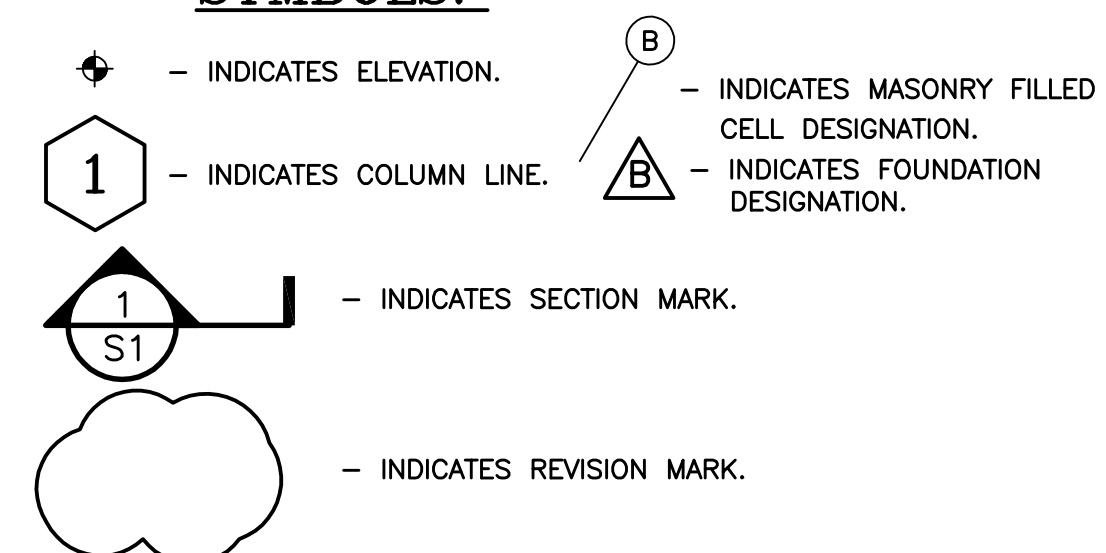 SYMBOLS:
– INDICATES ELEVATION.
1
– INDICATES COLUMN LINE.
B
– INDICATES MASONRY FILLED
CELL DESIGNATION.
B
– INDICATES FOUNDATION
DESIGNATION.
1
S1
– INDICATES SECTION MARK.
– INDICATES REVISION MARK.